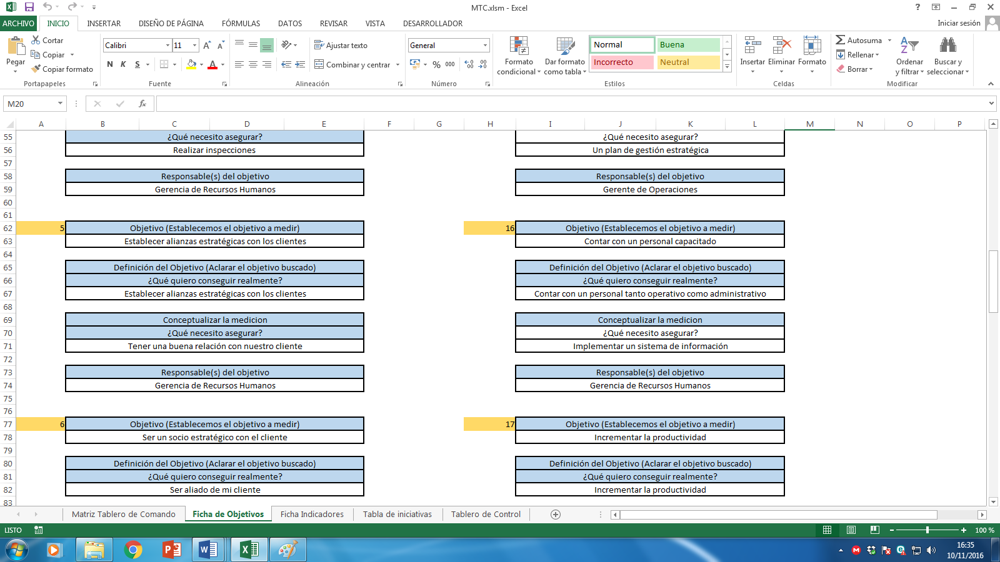 MTC.xlsm - Excel
ARCHIVO INICIO INSERTAR DISEÑO DE PÁGINA FÓRMULAS DATOS REVISAR VISTA DESARROLLADOR Iniciar sesión
Pegar
Cortar
Copiar
Copiar formato
Portapapeles
Calibri 11
N K S
Fuente
Ajustar texto
Combinar y centrar
Alineación
General
% 000
Número
Formato condicional
Dar formato como tabla
Normal Buena
Incorrecto Neutral
Estilos
Insertar Eliminar Formato
Celdas
Autosuma
Rellenar
Borrar
Ordenar y filtrar
Buscar y seleccionar
Modificar
M20 fx
A B C D E F G H I J K L M N O P
55 ¿Qué necesito asegurar? ¿Qué necesito asegurar?
56 Realizar inspecciones Un plan de gestión estratégica
57
58 Responsable(s) del objetivo Responsable(s) del objetivo
59 Gerencia de Recursos Humanos Gerente de Operaciones
60
61
62 5 Objetivo (Establecemos el objetivo a medir) 16 Objetivo (Establecemos el objetivo a medir)
63 Establecer alianzas estratégicas con los clientes Contar con un personal capacitado
64
65 Definición del Objetivo (Aclarar el objetivo buscado) Definición del Objetivo (Aclarar el objetivo buscado)
66 ¿Qué quiero conseguir realmente? ¿Qué quiero conseguir realmente?
67 Establecer alianzas estratégicas con los clientes Contar con un personal tanto operativo como administrativo
68
69 Conceptualizar la medicion Conceptualizar la medicion
70 ¿Qué necesito asegurar? ¿Qué necesito asegurar?
71 Tener una buena relación con nuestro cliente Implementar un sistema de información
72
73 Responsable(s) del objetivo Responsable(s) del objetivo
74 Gerencia de Recursos Humanos Gerencia de Recursos Humanos
75
76
77 6 Objetivo (Establecemos el objetivo a medir) 17 Objetivo (Establecemos el objetivo a medir)
78 Ser un socio estratégico con el cliente Incrementar la productividad
79
80 Definición del Objetivo (Aclarar el objetivo buscado) Definición del Objetivo (Aclarar el objetivo buscado)
81 ¿Qué quiero conseguir realmente? ¿Qué quiero conseguir realmente?
82 Ser aliado de mi cliente Incrementar la productividad
83
Matriz Tablero de Comando Ficha de Objetivos Ficha Indicadores Tabla de iniciativas Tablero de Control
LISTO 100 %
16:35
10/11/2016